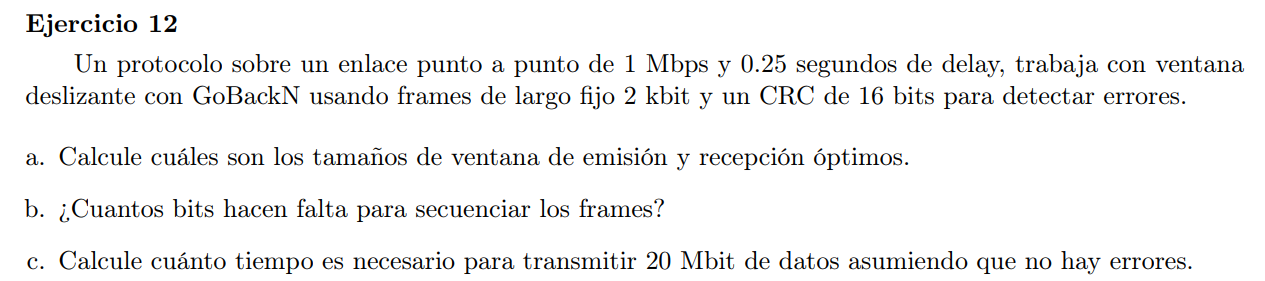 Ejercicio 12
Un protocolo sobre un enlace punto a punto de 1 Mbps y 0.25 segundos de delay, trabaja con ventana
deslizante con GoBackN usando frames de largo fijo 2 kbit y un CRC de 16 bits para detectar errores.
a. Calcule cuáles son los tamaños de ventana de emisión y recepción óptimos.
b. ¿Cuantos bits hacen falta para secuenciar los frames?
c. Calcule cuánto tiempo es necesario para transmitir 20 Mbit de datos asumiendo que no hay errores.